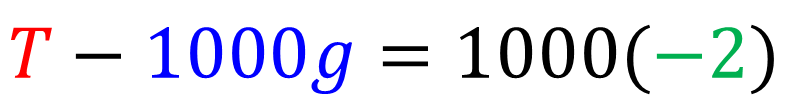 T − 1000g = 1000(−2)